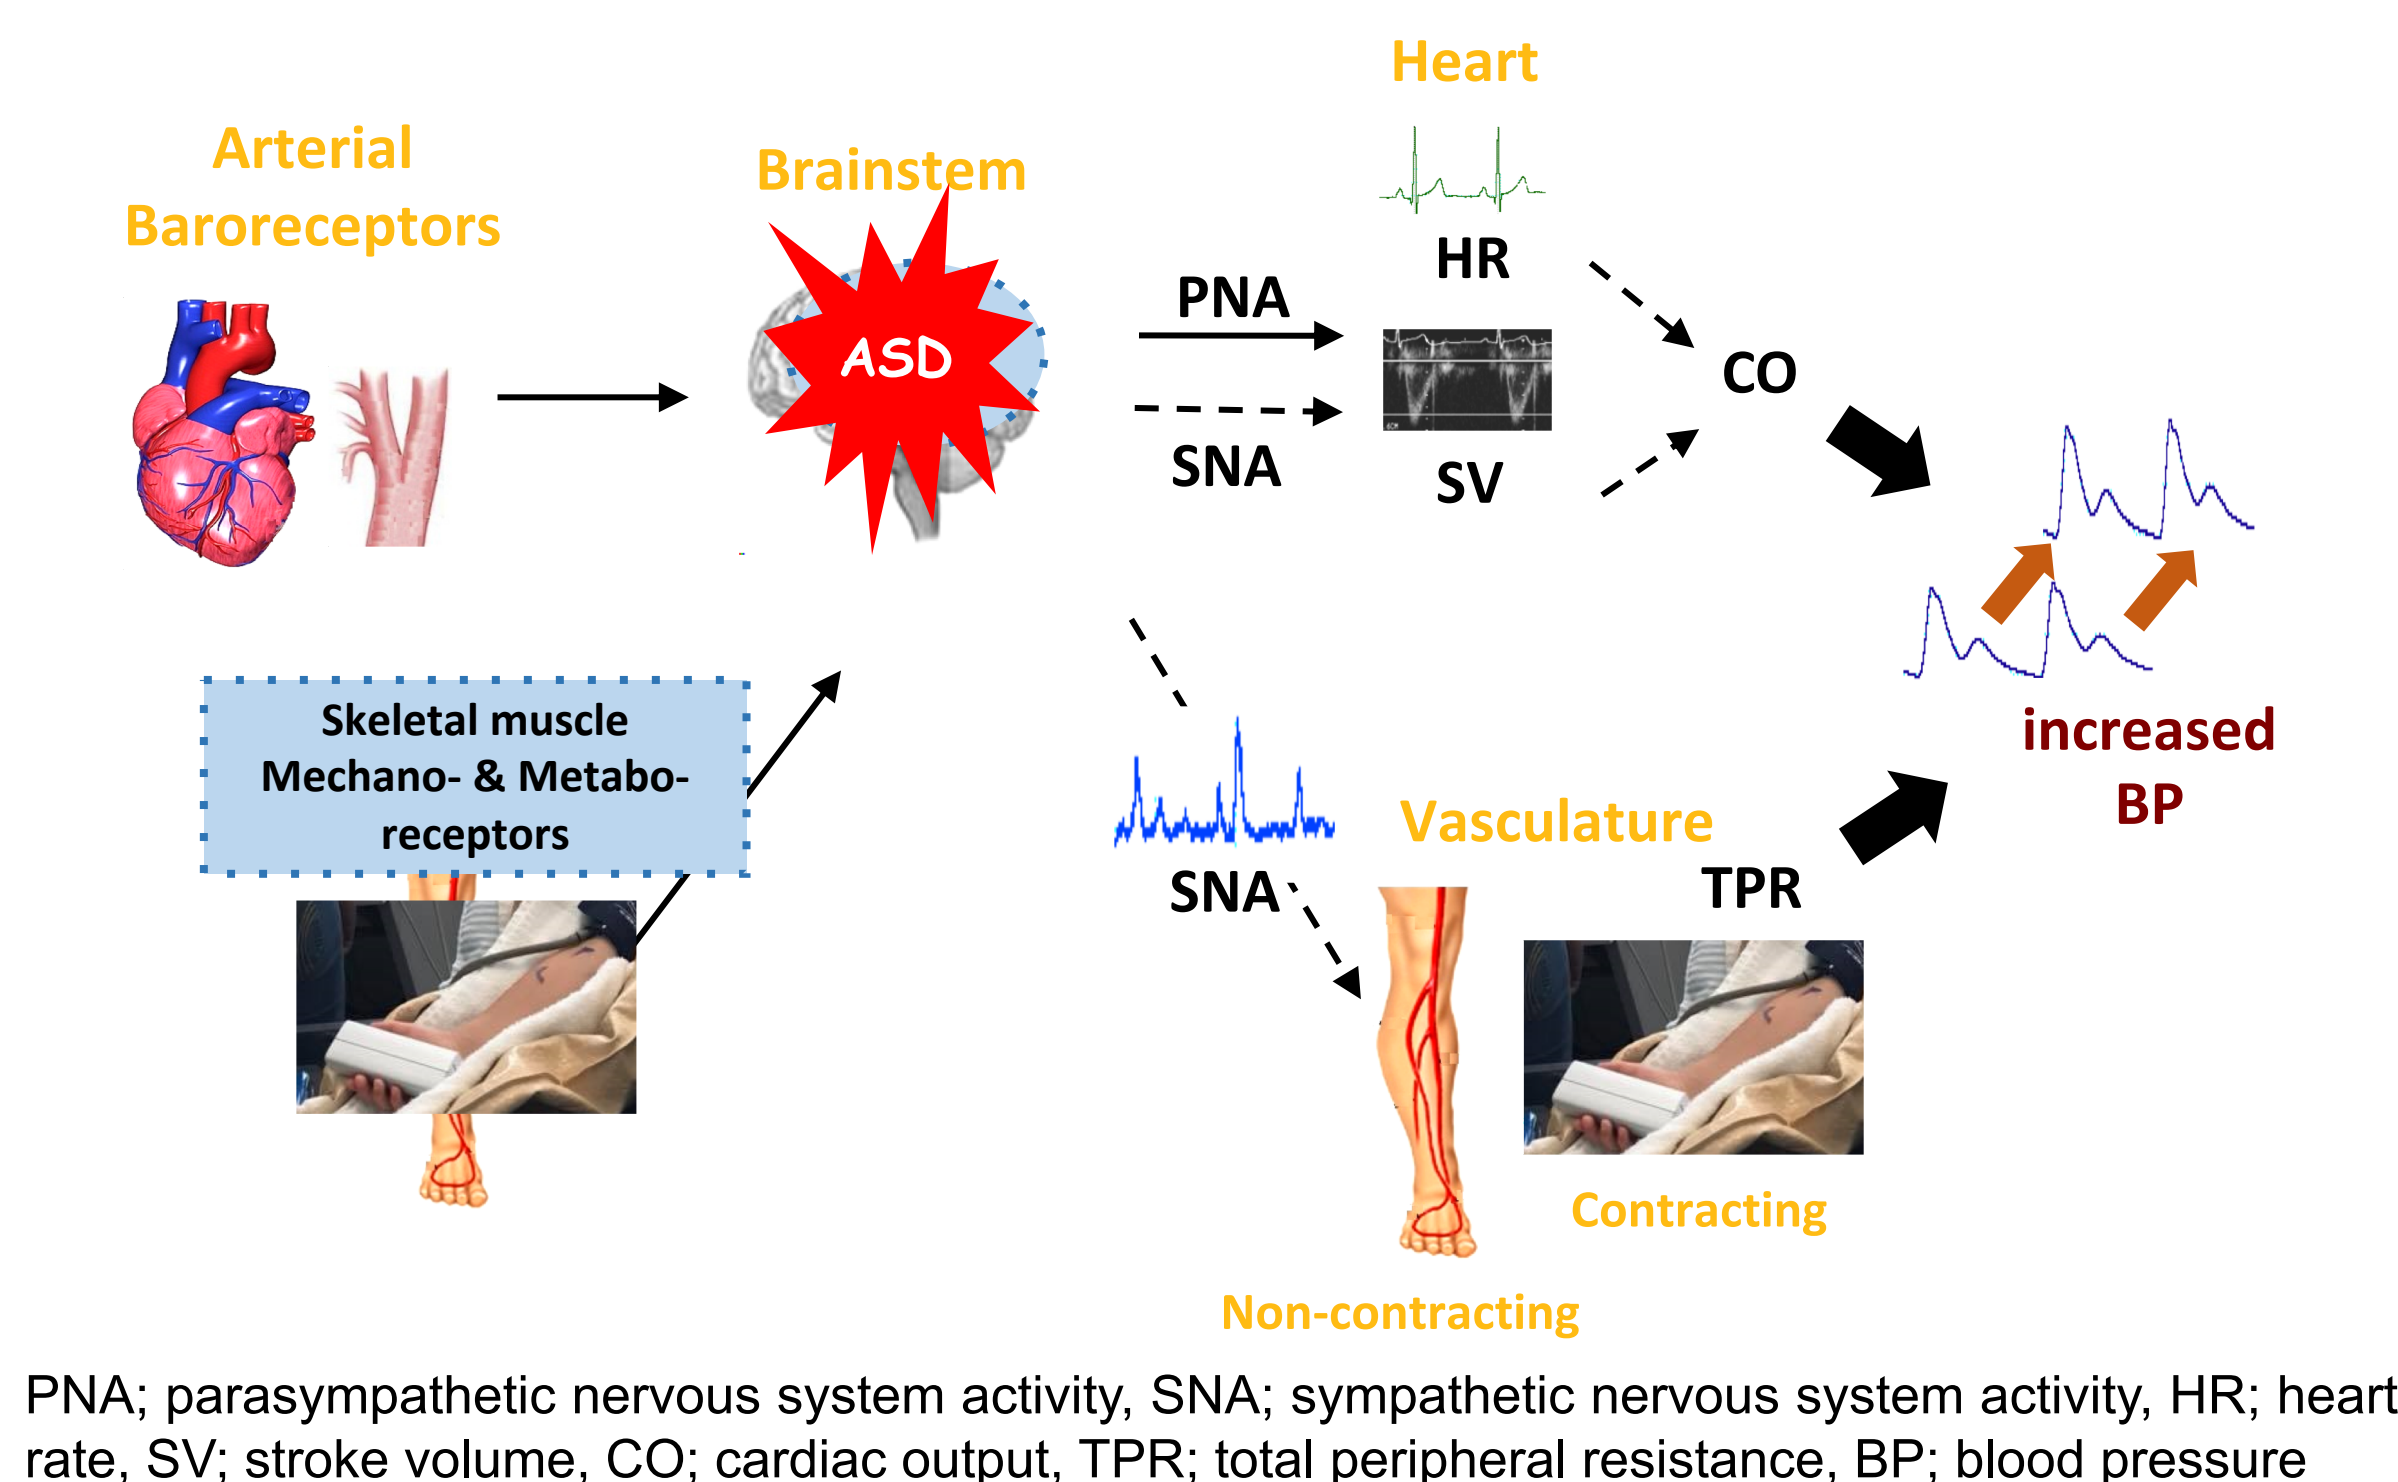 Heart
Arterial
Baroreceptors
Brainstem
ASD
HR
PNA
SNA
SV
CO
Skeletal muscle
Mechano- & Metabo-
receptors
SNA
Vasculature
TPR
increased
BP
Contracting
Non-contracting
PNA; parasympathetic nervous system activity, SNA; sympathetic nervous system activity, HR; heart
rate, SV; stroke volume, CO; cardiac output, TPR; total peripheral resistance, BP; blood pressure